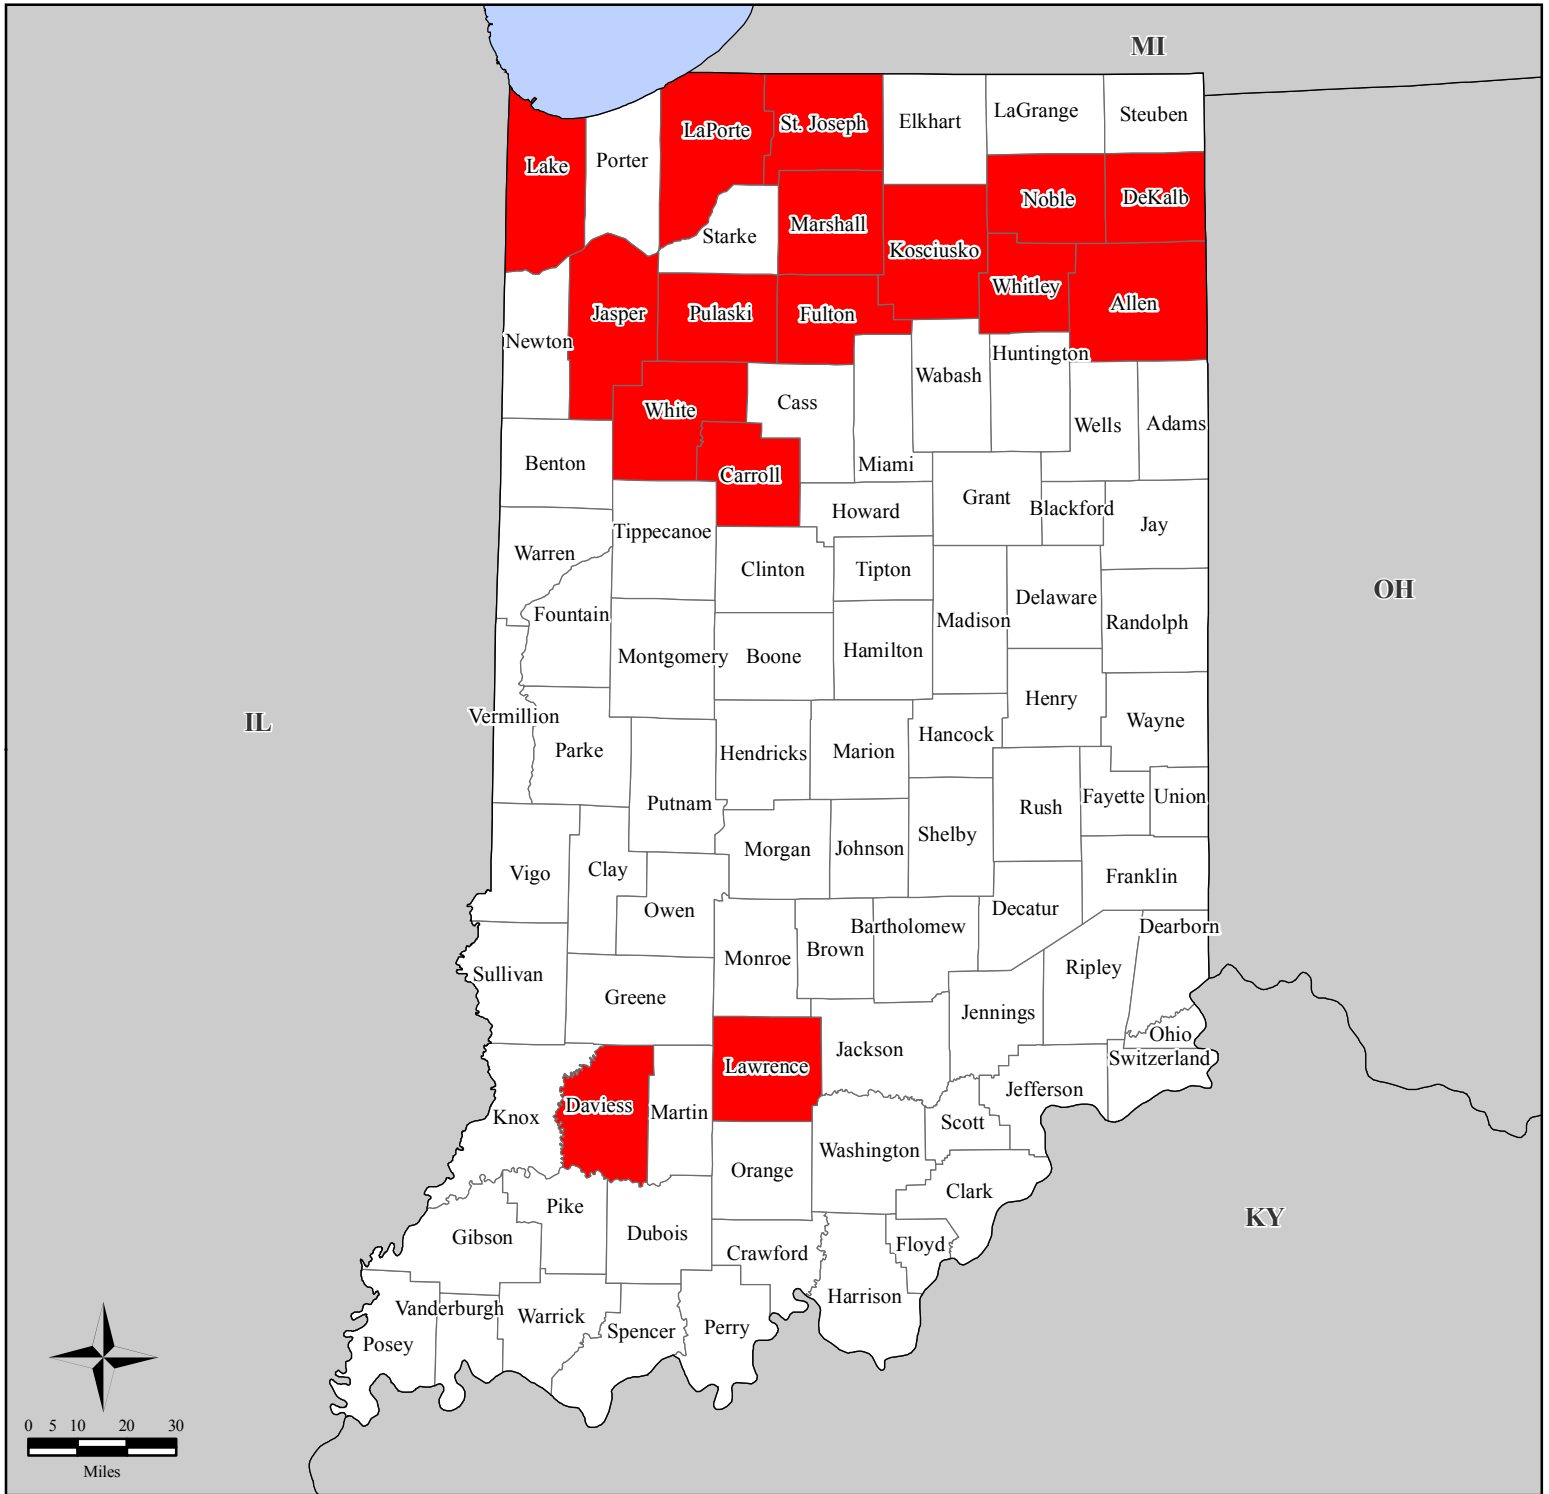 MI
LaGrange
Steuben
Elkhart
St. Joseph
LaPorte
Porter
Lake
Noble
DeKalb
Marshall
Starke
Kosciusko
Whitley
Allen
Jasper
Pulaski
Fulton
Newton
Huntington
Wabash
Cass
White
Wells
Adams
Benton
Miami
Carroll
Grant
Blackford
Howard
Jay
Tippecanoe
Warren
Clinton
Tipton
OH
Delaware
Fountain
Madison
Randolph
Hamilton
Montgomery
Boone
Henry
IL
Vermillion
Wayne
Hancock
Parke
Hendricks
Marion
Putnam
Rush
Fayette
Union
Shelby
Morgan
Johnson
Vigo
Clay
Franklin
Owen
Decatur
Bartholomew
Dearborn
Brown
Monroe
Ripley
Sullivan
Greene
Jennings
Ohio
Jackson
Switzerland
Lawrence
Jefferson
Daviess
Martin
Knox
Scott
Washington
Orange
Clark
Pike
KY
Dubois
Gibson
Floyd
Crawford
Harrison
Vanderburgh
Warrick
Perry
Spencer
Posey
0 5 10 20 30
Miles